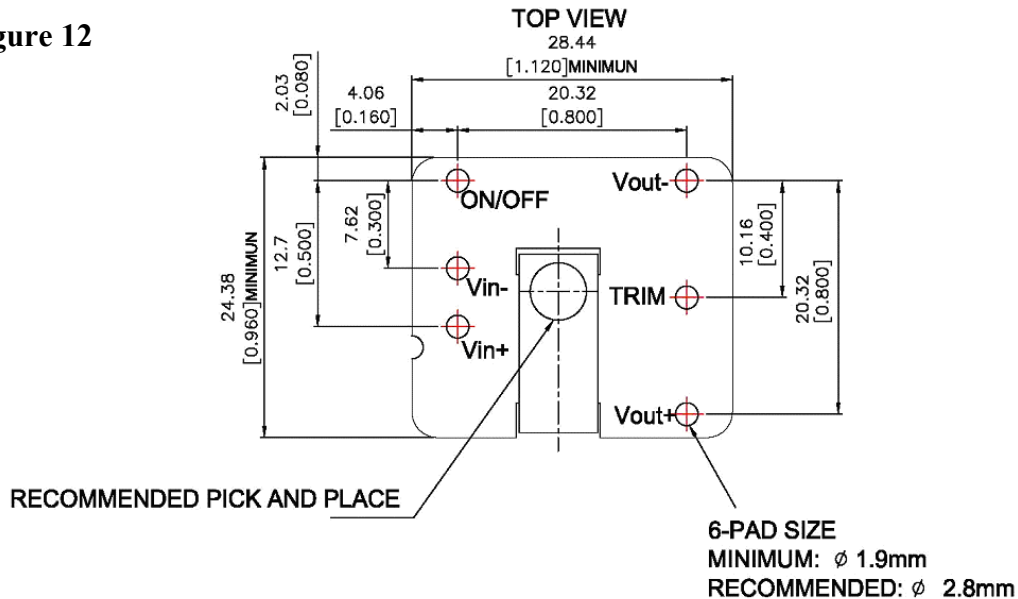 gure 12
TOP VIEW
28.44
[1.120]MINIMUN
2.03
[0.080]
4.06
[0.160]
20.32
[0.800]
ON/OFF
Vout-
7.62
[0.300]
12.7
[0.500]
24.38
[0.960]MINIMUN
10.16
[0.400]
20.32
[0.800]
Vin-
TRIM
Vin+
Vout+
RECOMMENDED PICK AND PLACE
6-PAD SIZE
MINIMUM: ϕ 1.9mm
RECOMMENDED: ϕ 2.8mm